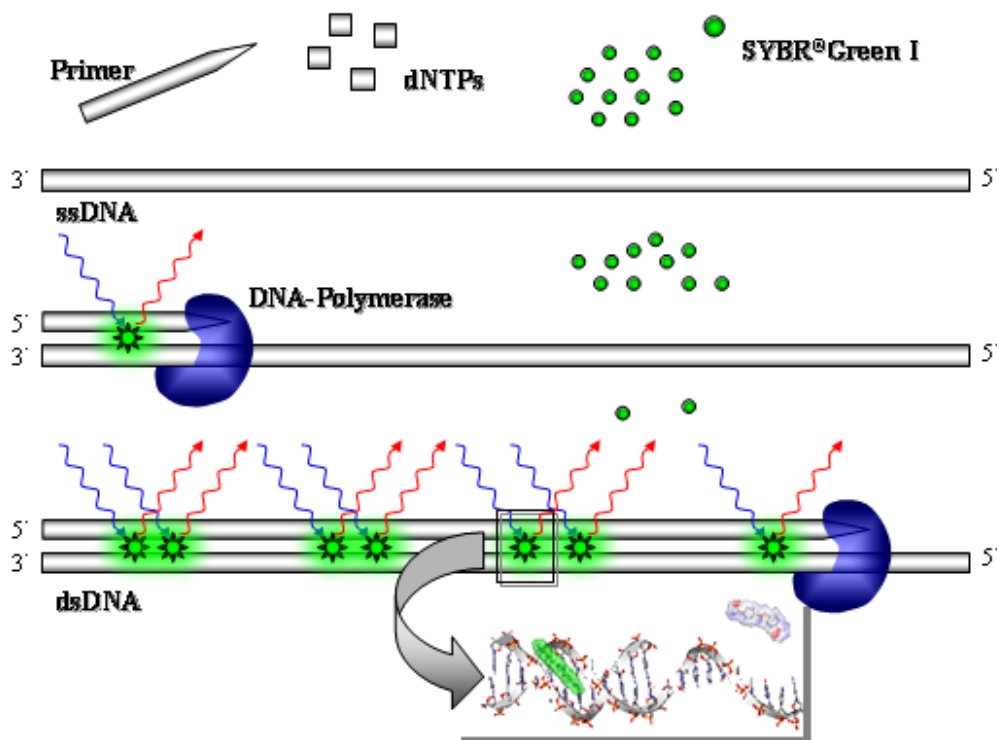 Primer
dNTPs
SYBR®Green I
3` 5`
ssDNA
DNA-Polymerase
5`
3` 5`
5`
3` 5`
dsDNA